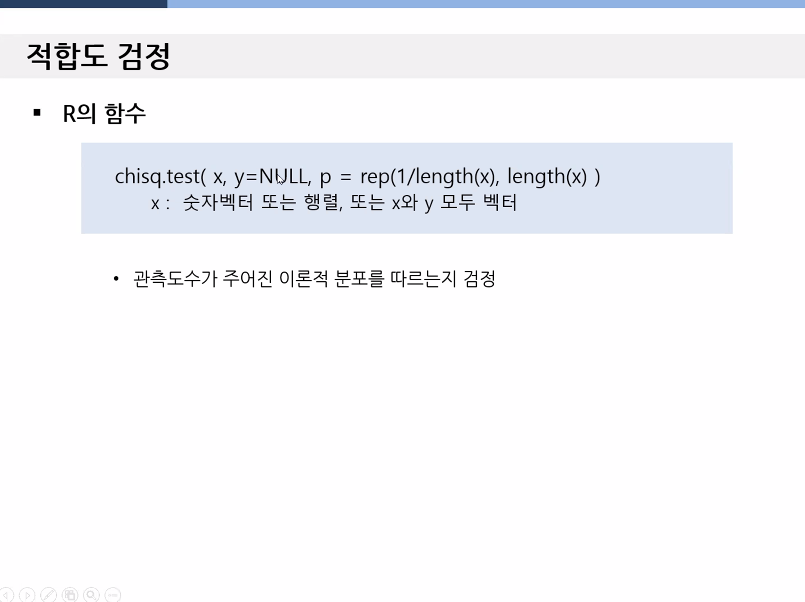 적합도 검정
▪ R의 함수
chisq.test( x, y=NULL, p = rep(1/length(x), length(x) )
x : 숫자벡터 또는 행렬, 또는 x와 y 모두 벡터
• 관측도수가 주어진 이론적 분포를 따르는지 검정